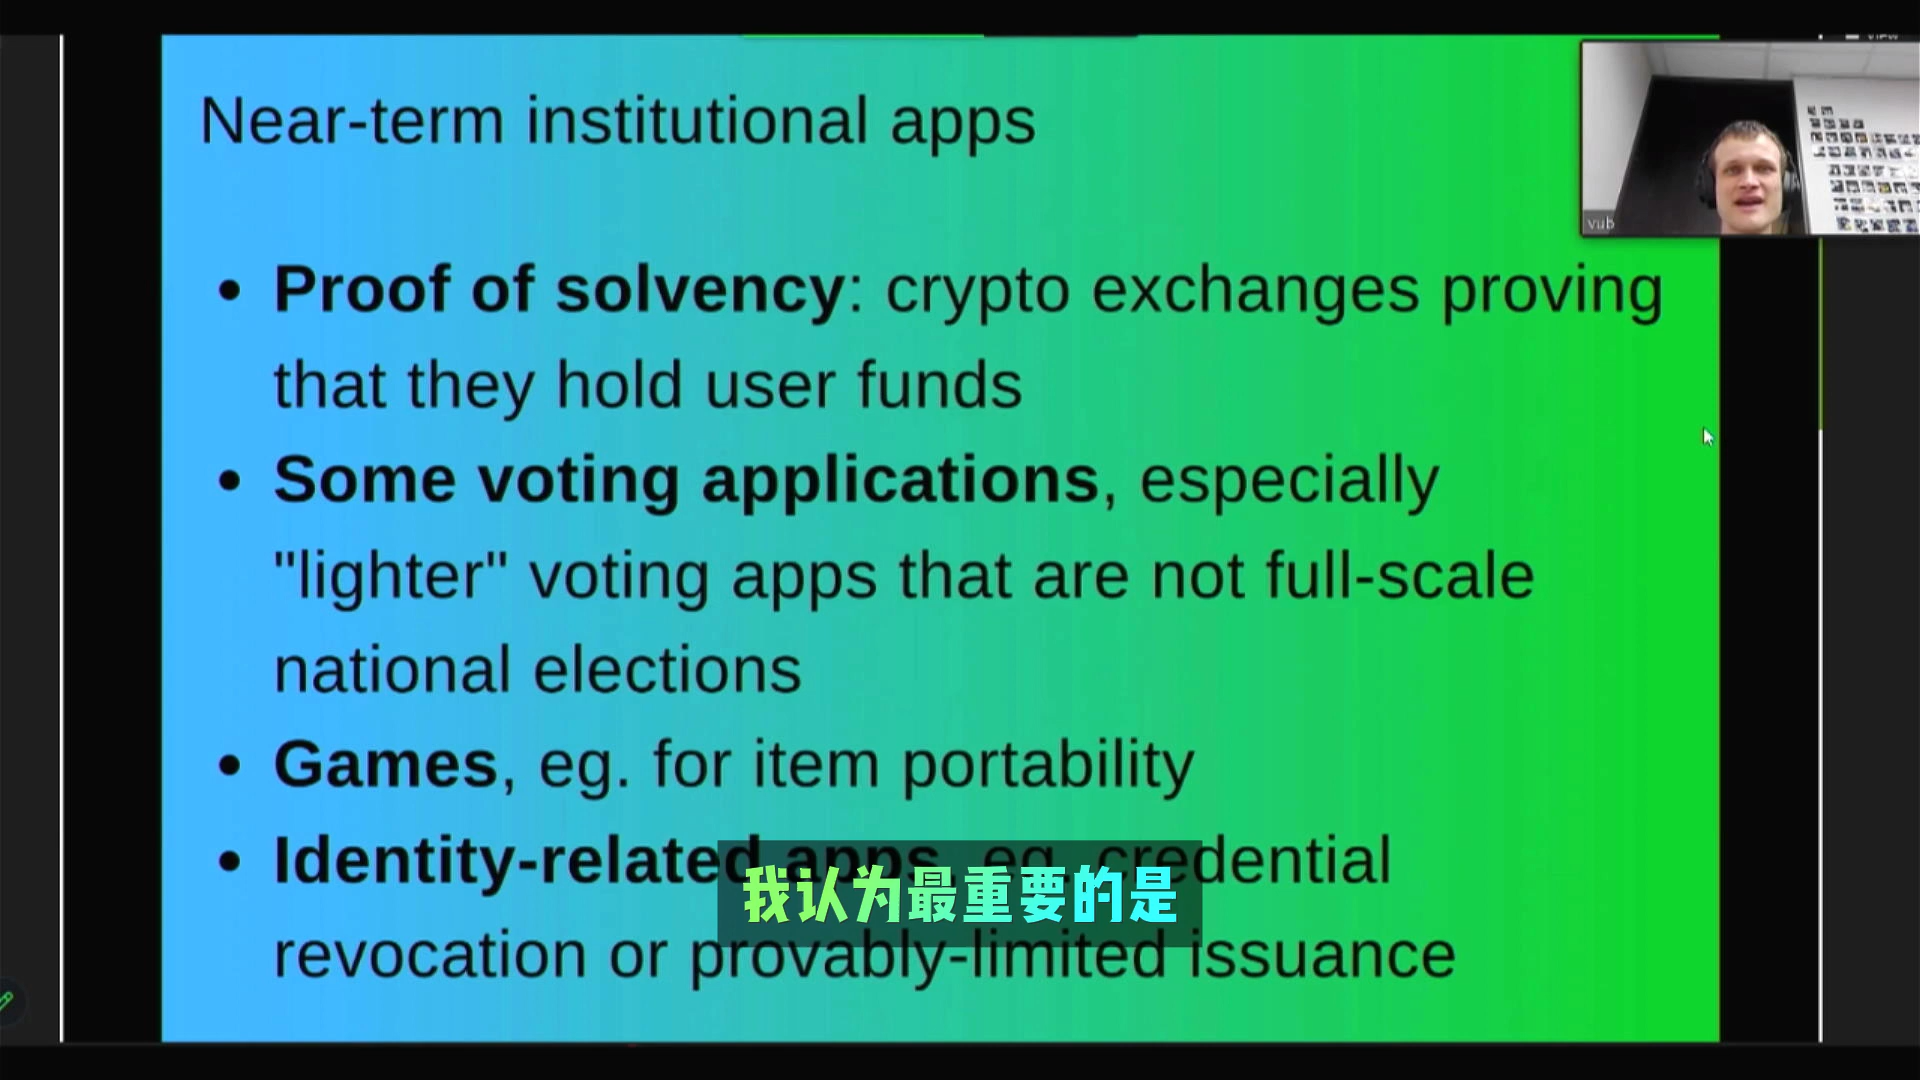 Near-term institutional apps
vub
• Proof of solvency: crypto exchanges proving
that they hold user funds
• Some voting applications, especially
"lighter" voting apps that are not full-scale
national elections
• Games, eg. for item portability
• Identity-related apps, eg. credential
我认为最重要的是
revocation or provably-limited issuance